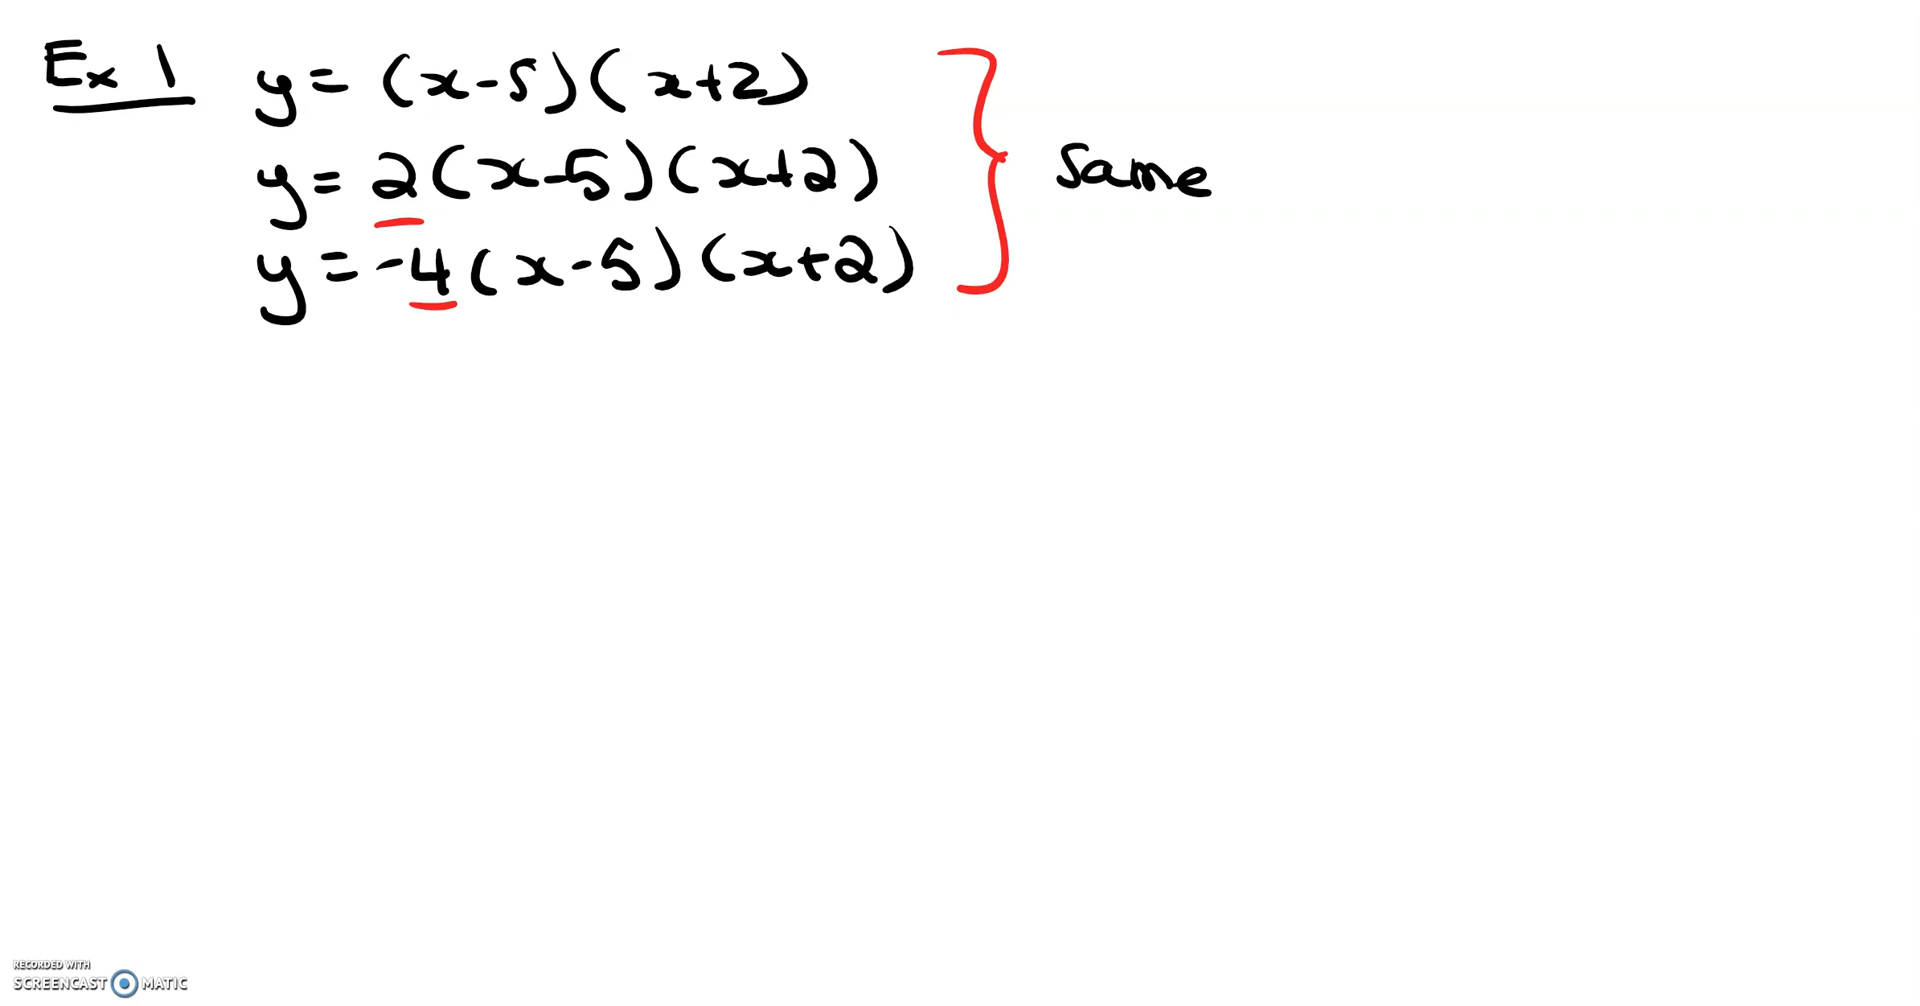 Ex 1 y = (x-5)(x+2)
y = 2(x-5)(x+2)
y = -4(x-5)(x+2)
same
RECORDED WITH
SCREENCAST MATIC